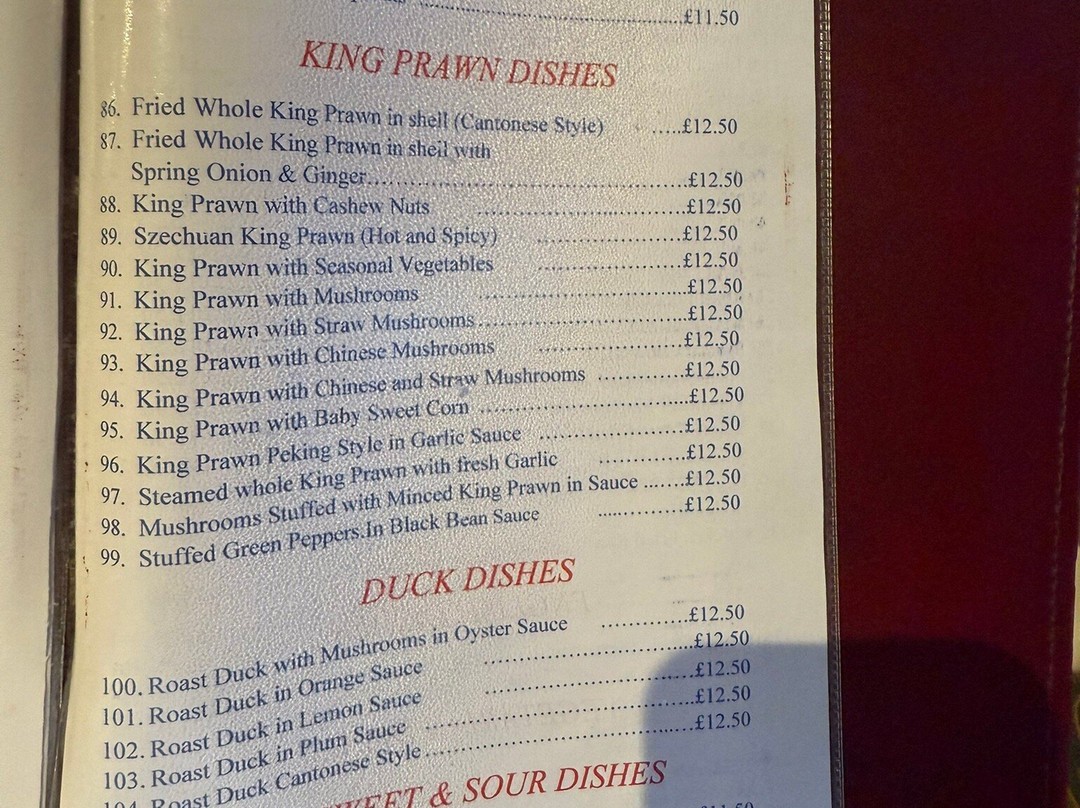 £11.50
KING PRAWN DISHES
86. Fried Whole King Prawn in shell (Cantonese Style) .....£12.50
87. Fried Whole King Prawn in shell with
Spring Onion & Ginger..........................................................£12.50
88. King Prawn with Cashew Nuts ......................................£12.50
89. Szechuan King Prawn (Hot and Spicy) ..........................£12.50
90. King Prawn with Seasonal Vegetables ..........................£12.50
91. King Prawn with Mushrooms ......................................£12.50
92. King Prawn with Straw Mushrooms......................................£12.50
93. King Prawn with Chinese Mushrooms ..........................£12.50
94. King Prawn with Chinese and Straw Mushrooms ...............£12.50
95. King Prawn with Baby Sweet Corn ......................................£12.50
96. King Prawn Peking Style in Garlic Sauce ..........................£12.50
97. Steamed whole King Prawn with fresh Garlic ...............£12.50
98. Mushrooms Stuffed with Minced King Prawn in Sauce .......£12.50
99. Stuffed Green Peppers.In Black Bean Sauce ...............£12.50
DUCK DISHES
100. Roast Duck with Mushrooms in Oyster Sauce ...............£12.50
101. Roast Duck in Orange Sauce ......................................£12.50
102. Roast Duck in Lemon Sauce ......................................£12.50
103. Roast Duck in Plum Sauce ..........................................£12.50
104. Roast Duck Cantonese Style..........................................£12.50
& SOUR DISHES